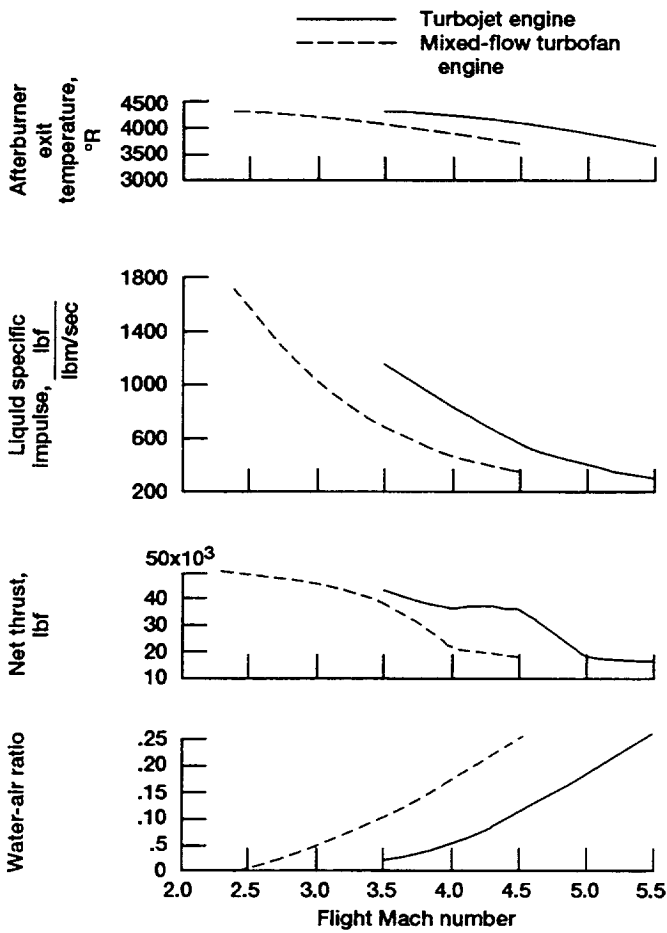 Turbojet engine
Mixed-flow turbofan
engine
Afterburner
exit
temperature,
°R
4500
4000
3500
3000
Liquid specific
impulse, lbf
lbm/sec
1800
1400
1000
600
200
Net thrust,
lbf
50x10³
40
30
20
10
Water-air ratio
.25
.20
.15
.10
.5
0
2.0 2.5 3.0 3.5 4.0 4.5 5.0 5.5
Flight Mach number